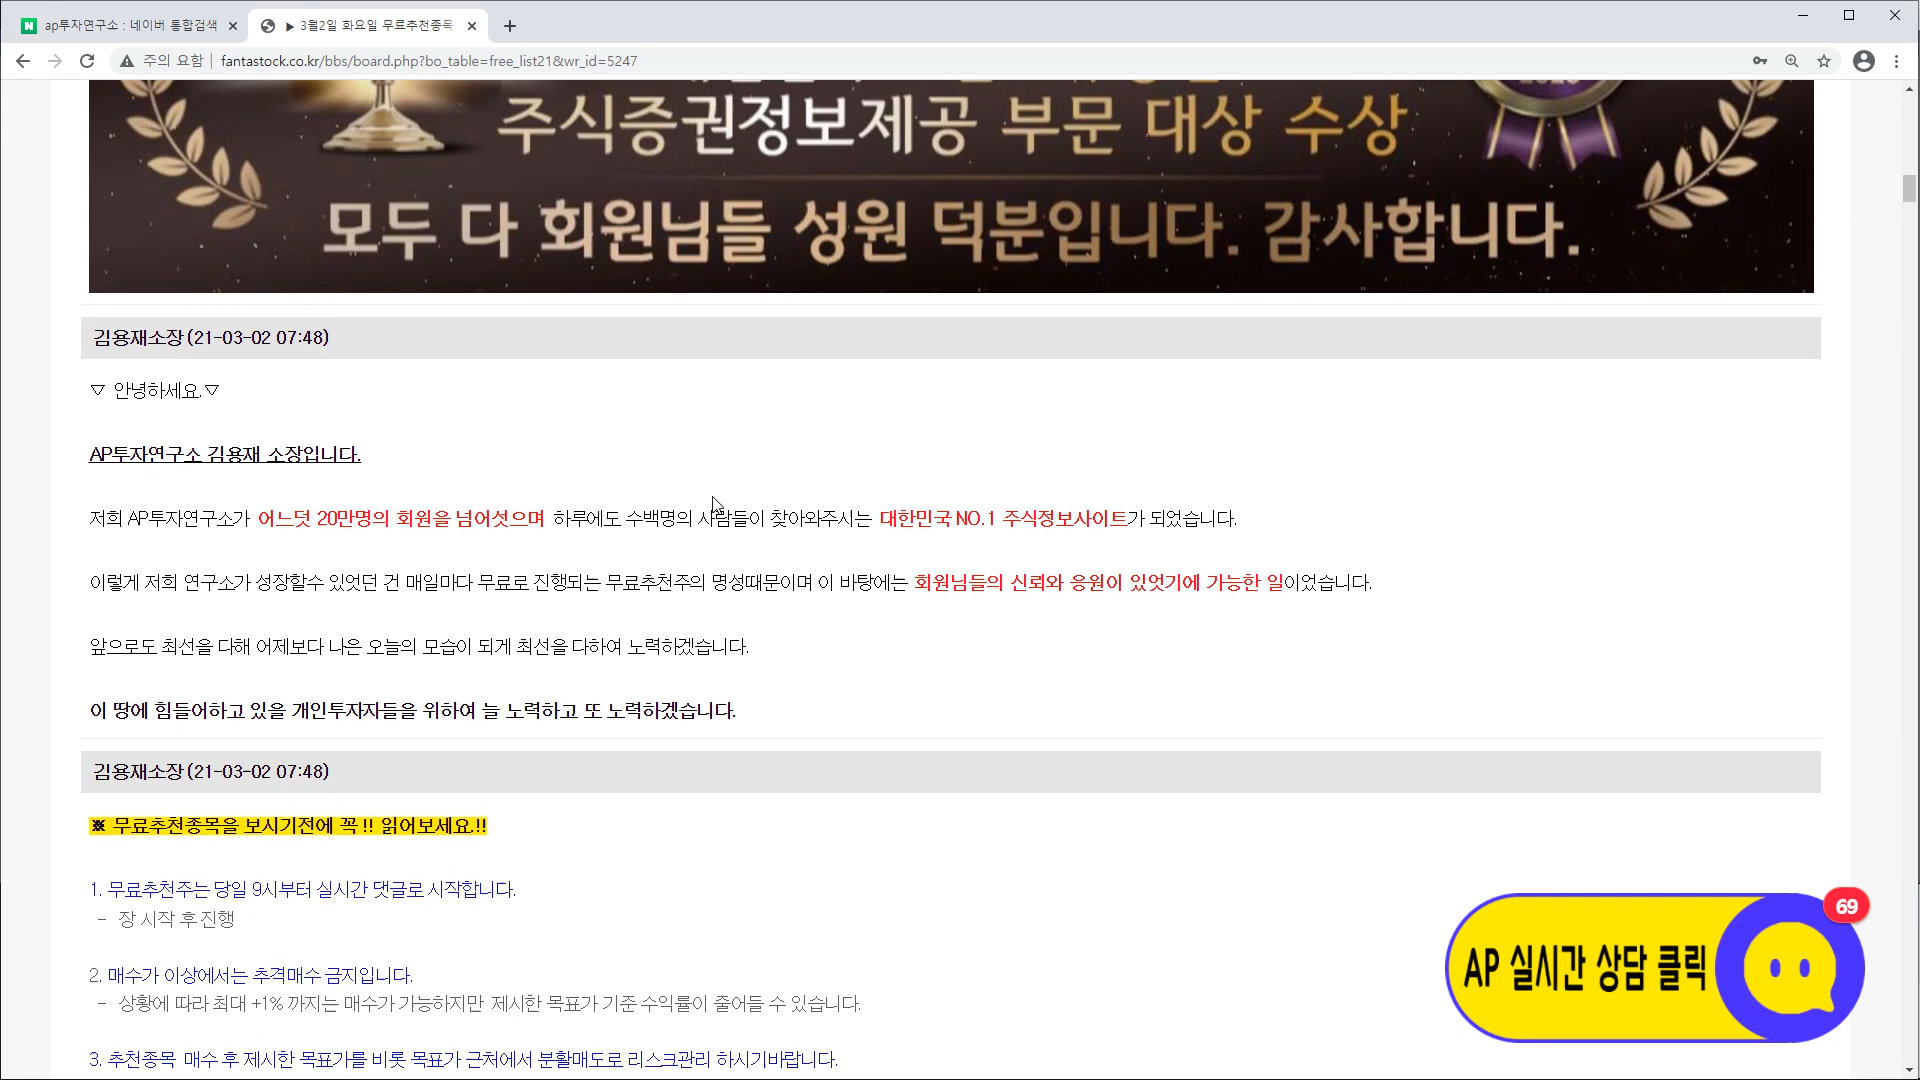 ap투자연구소 : 네이버 통합검색
▶ 3월2일 화요일 무료추천종목
주의 요함 | fantastock.co.kr/bbs/board.php?bo_table=free_list21&wr_id=5247
주식증권정보제공 부문 대상 수상
모두 다 회원님들 성원 덕분입니다. 감사합니다.
김용재소장 (21-03-02 07:48)
▽ 안녕하세요.▽
AP투자연구소 김용재 소장입니다.
저희 AP투자연구소가 어느덧 20만명의 회원을 넘어섯으며 하루에도 수백명의 사람들이 찾아와주시는 대한민국 NO.1 주식정보사이트가 되었습니다.
이렇게 저희 연구소가 성장할수 있엇던 건 매일마다 무료로 진행되는 무료추천주의 명성때문이며 이 바탕에는 회원님들의 신뢰와 응원이 있엇기에 가능한 일이었습니다.
앞으로도 최선을 다해 어제보다 나은 오늘의 모습이 되게 최선을 다하여 노력하겠습니다.
이 땅에 힘들어하고 있을 개인투자자들을 위하여 늘 노력하고 또 노력하겠습니다.
김용재소장 (21-03-02 07:48)
※ 무료추천종목을 보시기전에 꼭 !! 읽어보세요.!!
1. 무료추천주는 당일 9시부터 실시간 댓글로 시작합니다.
- 장 시작 후 진행
2. 매수가 이상에서는 추격매수 금지입니다.
- 상황에 따라 최대 +1% 까지는 매수가 가능하지만 제시한 목표가 기준 수익률이 줄어들 수 있습니다.
3. 추천종목 매수 후 제시한 목표가를 비롯 목표가 근처에서 분할매도로 리스크관리 하시기바랍니다.
69
AP 실시간 상담 클릭